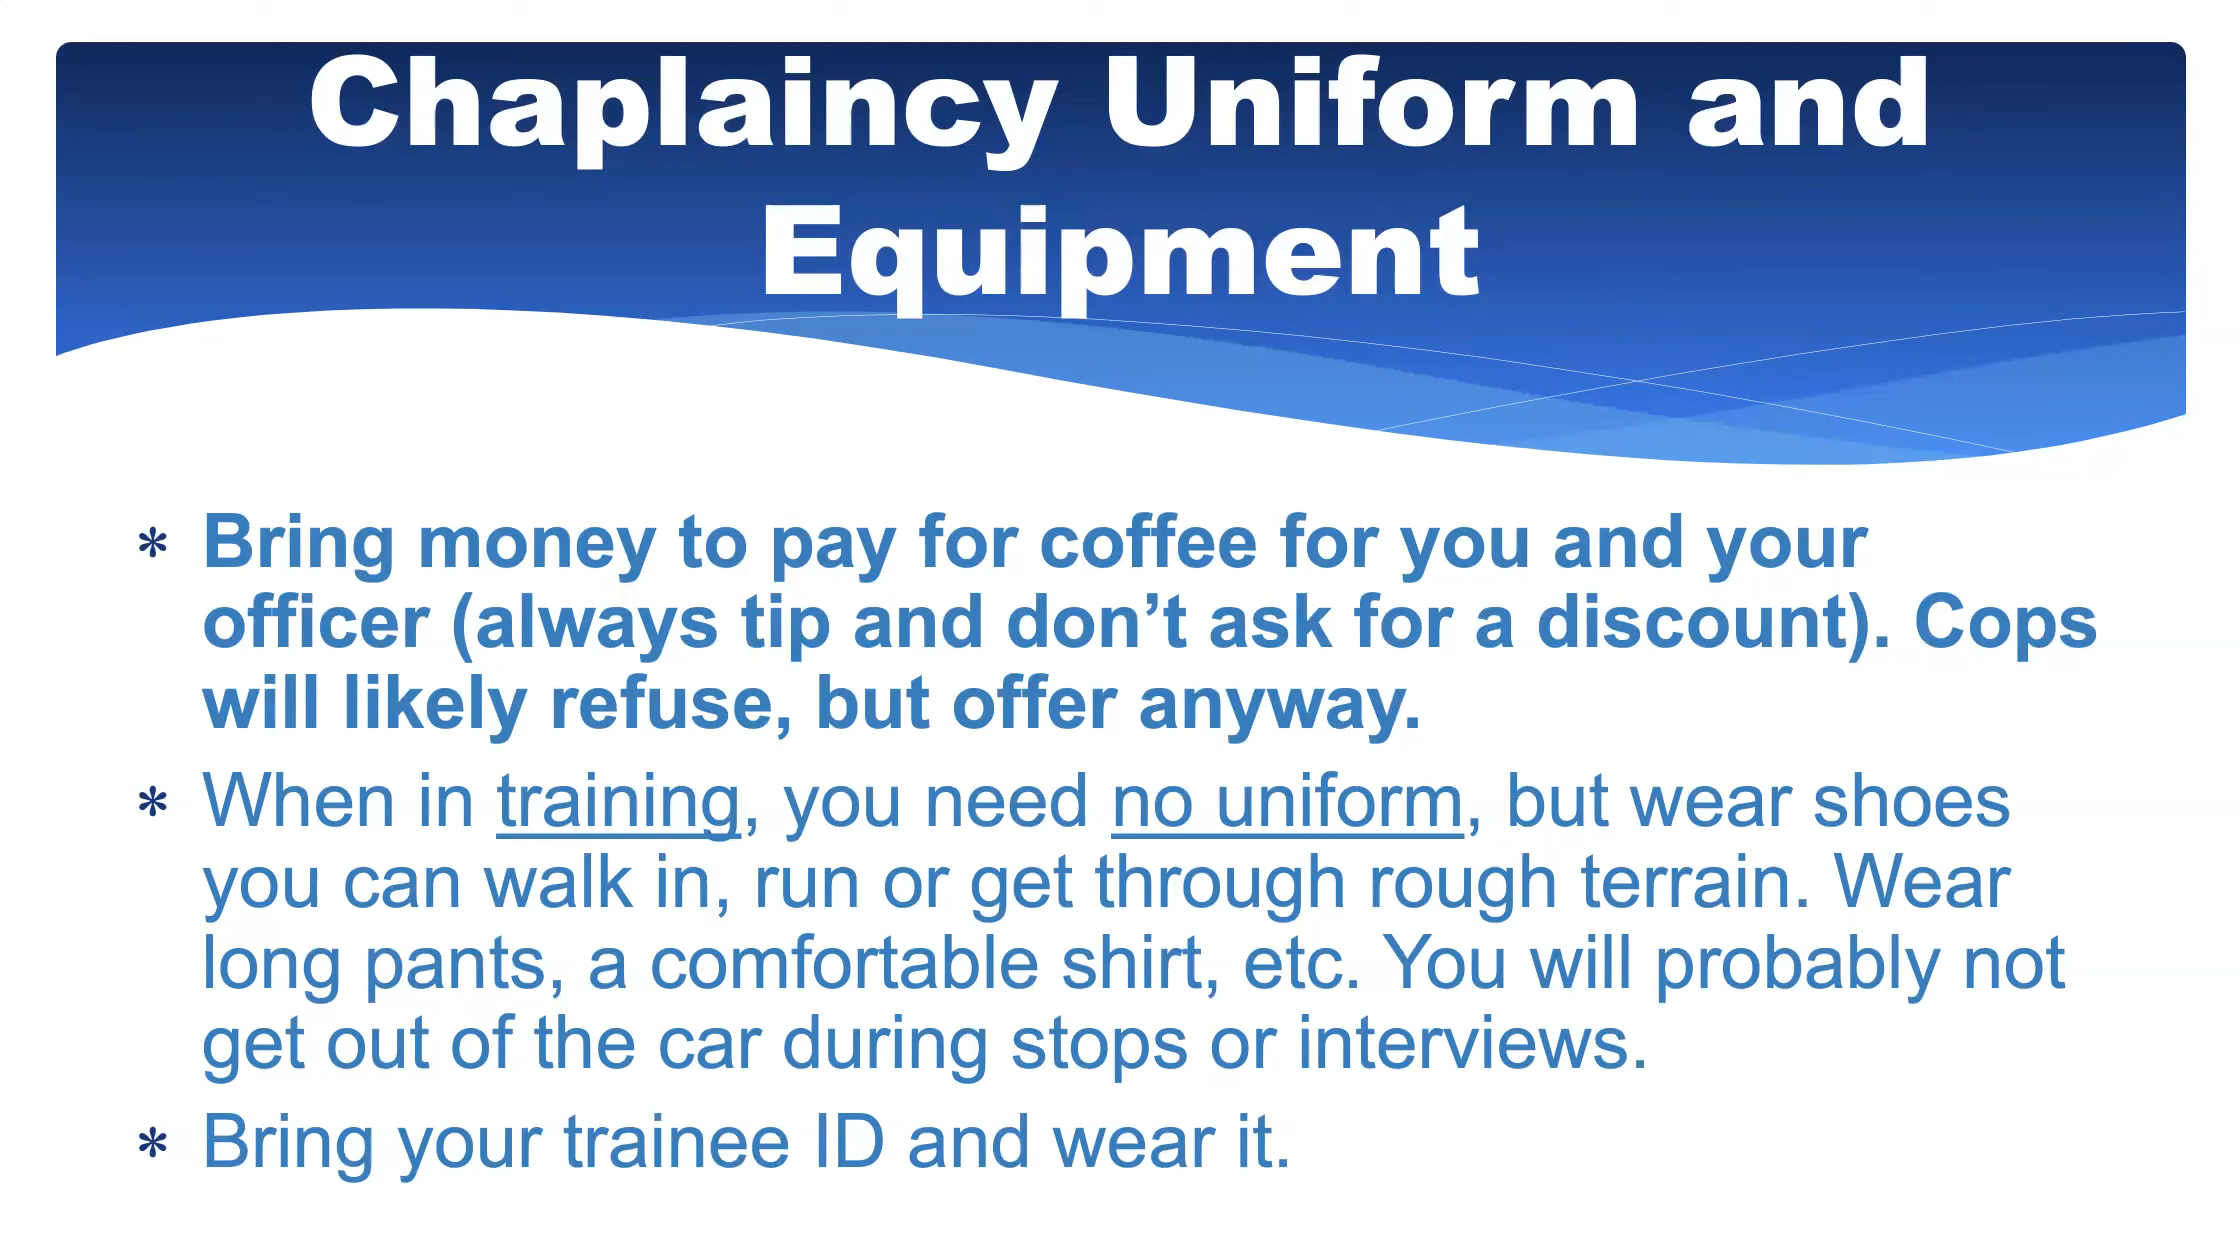 Chaplaincy Uniform and
Equipment
* Bring money to pay for coffee for you and your
officer (always tip and don’t ask for a discount). Cops
will likely refuse, but offer anyway.
* When in training, you need no uniform, but wear shoes
you can walk in, run or get through rough terrain. Wear
long pants, a comfortable shirt, etc. You will probably not
get out of the car during stops or interviews.
* Bring your trainee ID and wear it.